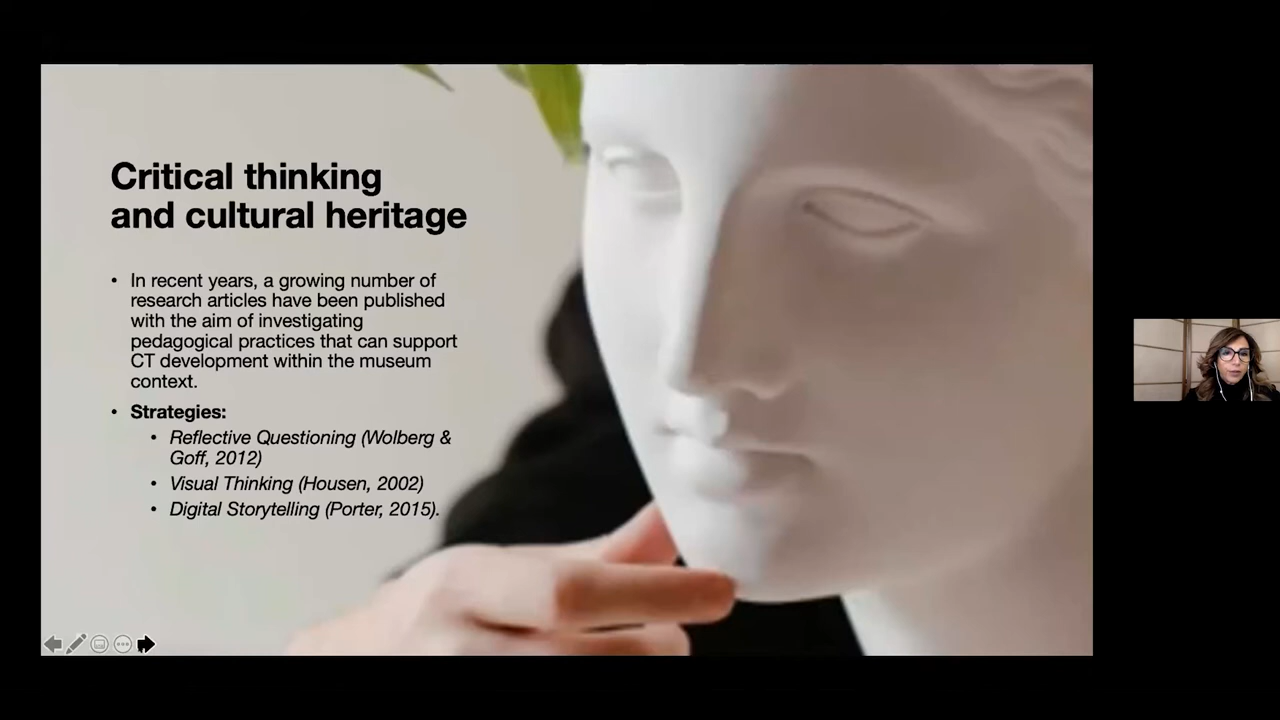 Critical thinking
and cultural heritage
• In recent years, a growing number of
research articles have been published
with the aim of investigating
pedagogical practices that can support
CT development within the museum
context.
• Strategies:
• Reflective Questioning (Wolberg &
Goff, 2012)
• Visual Thinking (Housen, 2002)
• Digital Storytelling (Porter, 2015).